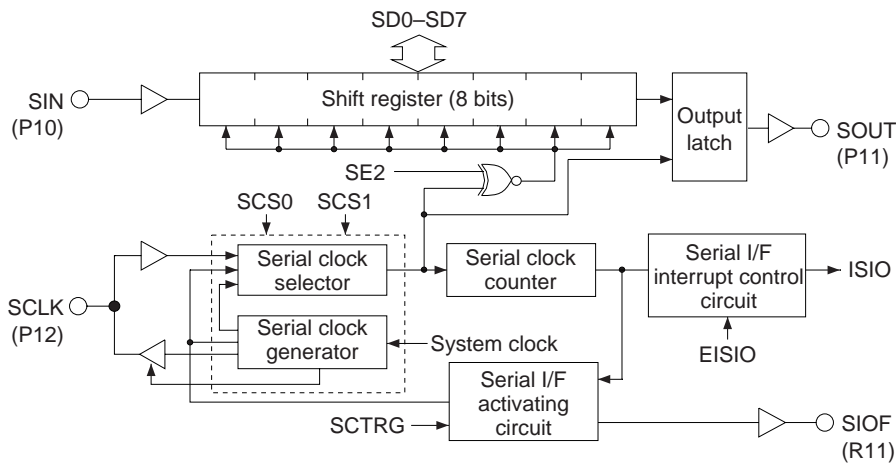 SD0–SD7
SIN
(P10)
Shift register (8 bits)
Output
latch
SOUT
(P11)
SE2
SCS0
SCS1
Serial clock
selector
Serial clock
counter
Serial I/F
interrupt control
circuit
ISIO
SCLK
(P12)
Serial clock
generator
System clock
EISIO
Serial I/F
activating
circuit
SCTRG
SIOF
(R11)